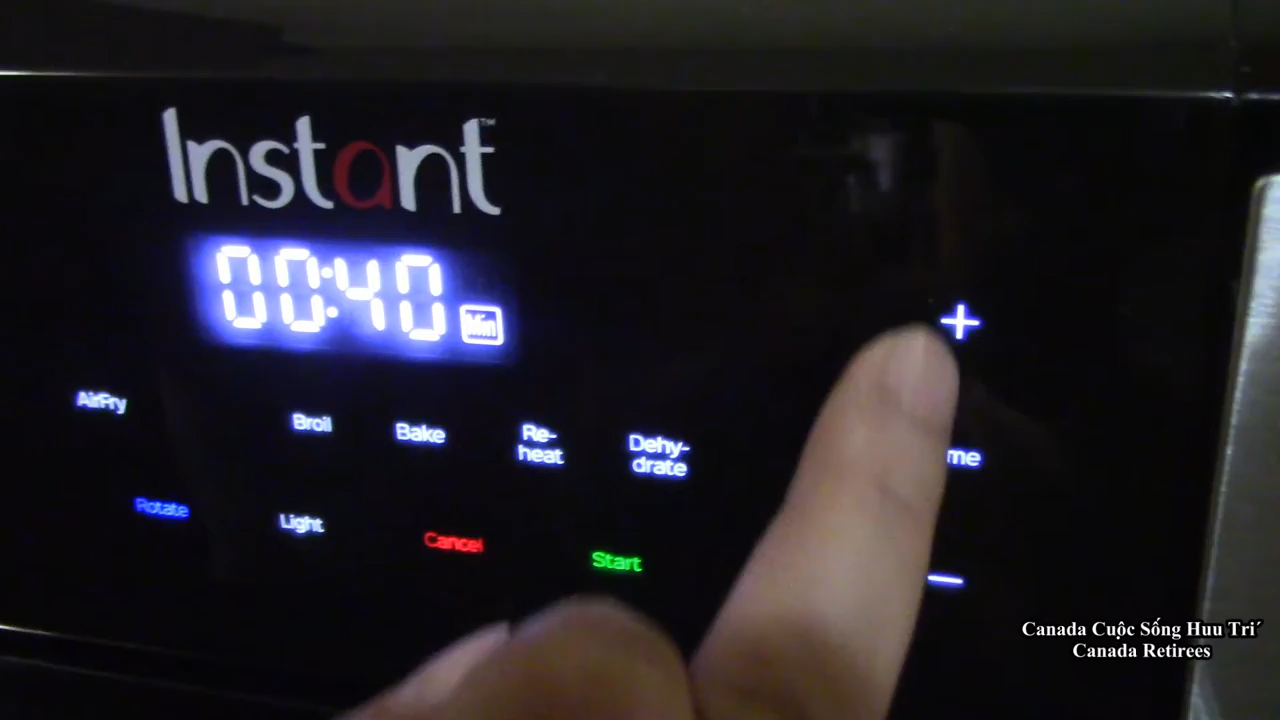 Instant™
00:40 Min
AirFry
Broil
Bake
Re-
heat
Dehy-
drate
+
me
Rotate
Light
Cancel
Start
−
Canada Cuộc Sống Huu Tri´
Canada Retirees